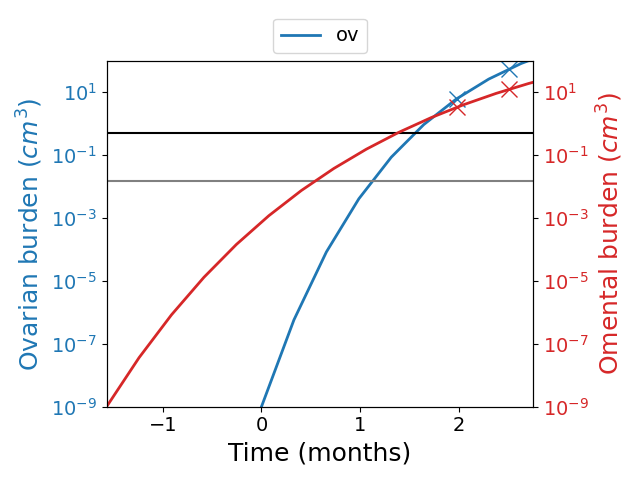 ov
Ovarian burden (cm³)
10¹
10⁻¹
10⁻³
10⁻⁵
10⁻⁷
10⁻⁹
10¹
10⁻¹
10⁻³
10⁻⁵
10⁻⁷
10⁻⁹
Omental burden (cm³)
−1 0 1 2
Time (months)